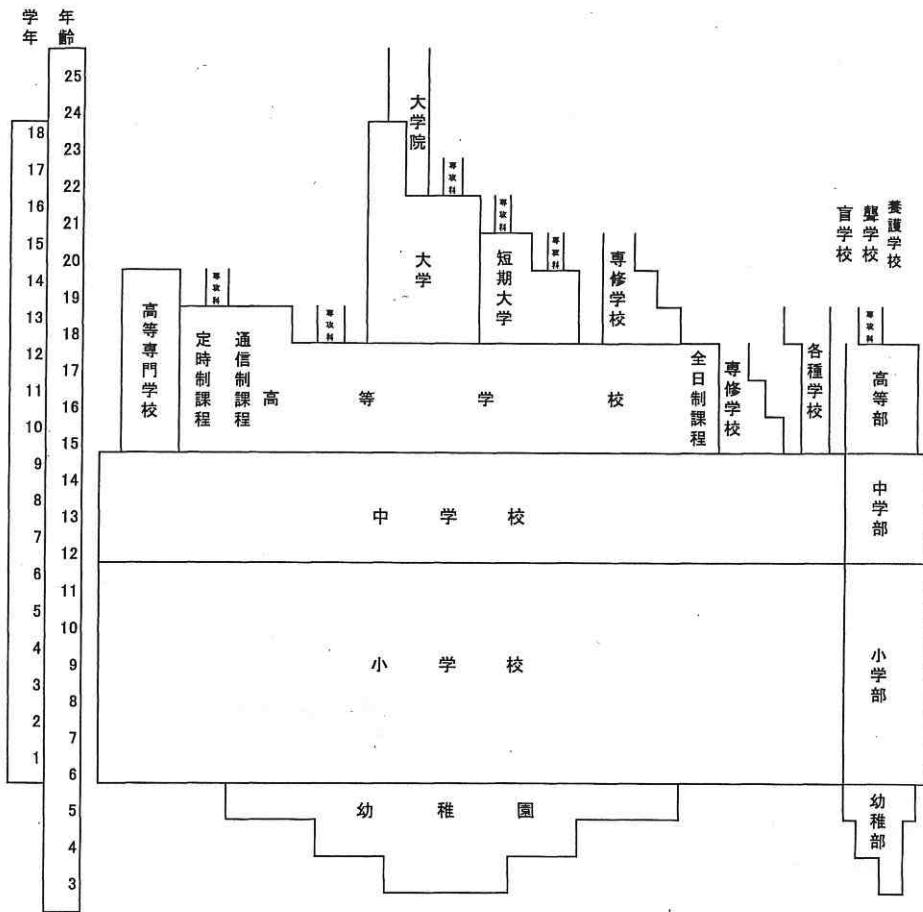 学年
年齢
25
24
23
22
21
20
19
18
17
16
15
14
13
12
11
10
9
8
7
6
5
4
3
18
17
16
15
14
13
12
11
10
9
8
7
6
5
4
3
2
1
大学院
専攻科
大学
専攻科
短期大学
専攻科
専修学校
盲学校
聾学校
養護学校
高等専門学校
専攻科
定時制課程
通信制課程
専攻科
高等学校
全日制課程
専修学校
各種学校
専攻科
高等部
中学校
中学部
小学校
小学部
幼稚園
幼稚部